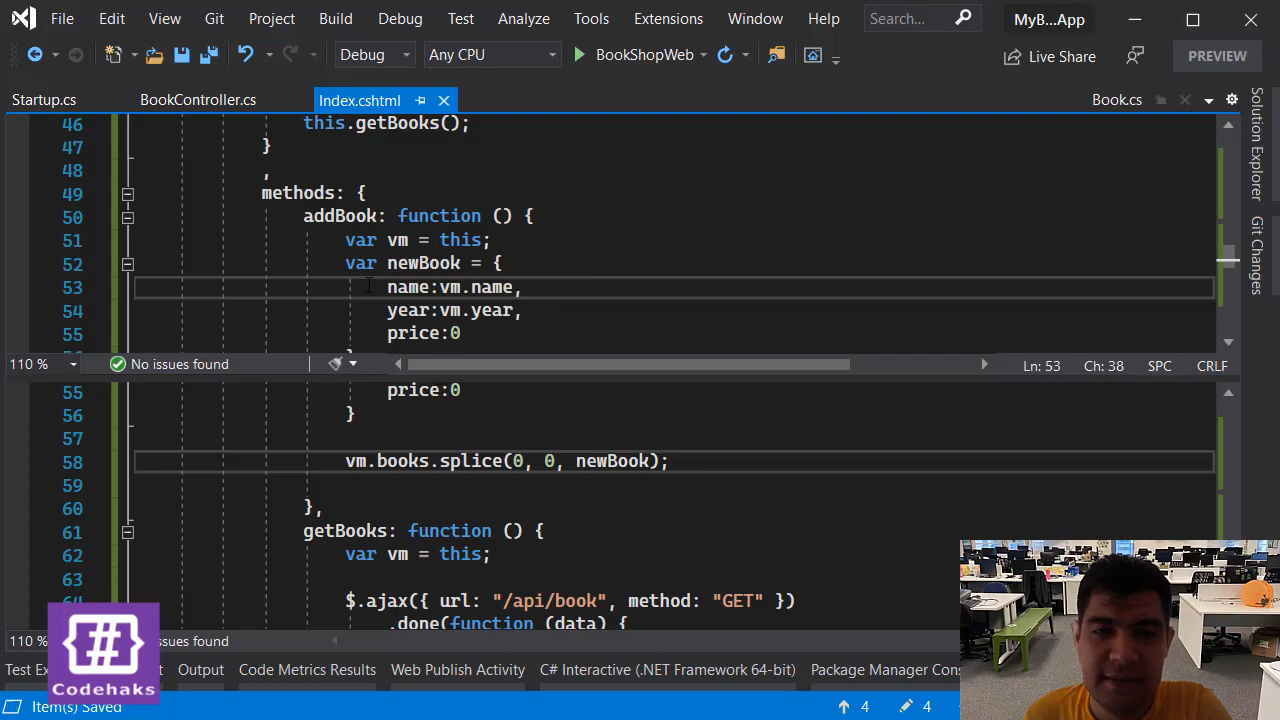 File Edit View Git Project Build Debug Test Analyze Tools Extensions Window Help Search... MyB...App
Debug Any CPU BookShopWeb Live Share PREVIEW
Startup.cs BookController.cs Index.cshtml Book.cs
Solution Explorer
Git Changes
46 this.getBooks();
47 }
48 ,
49 methods: {
50 addBook: function () {
51 var vm = this;
52 var newBook = {
53 name:vm.name,
54 year:vm.year,
55 price:0
110 % No issues found Ln: 53 Ch: 38 SPC CRLF
55 price:0
56 }
57
58 vm.books.splice(0, 0, newBook);
60 },
61 getBooks: function () {
62 var vm = this;
63
$.ajax({ url: "/api/book", method: "GET" })
.done(function (data) {
110 % issues found
Output Code Metrics Results Web Publish Activity C# Interactive (.NET Framework 64-bit) Package Manager
Item(s) Saved 4 4
{#}
Codehaks